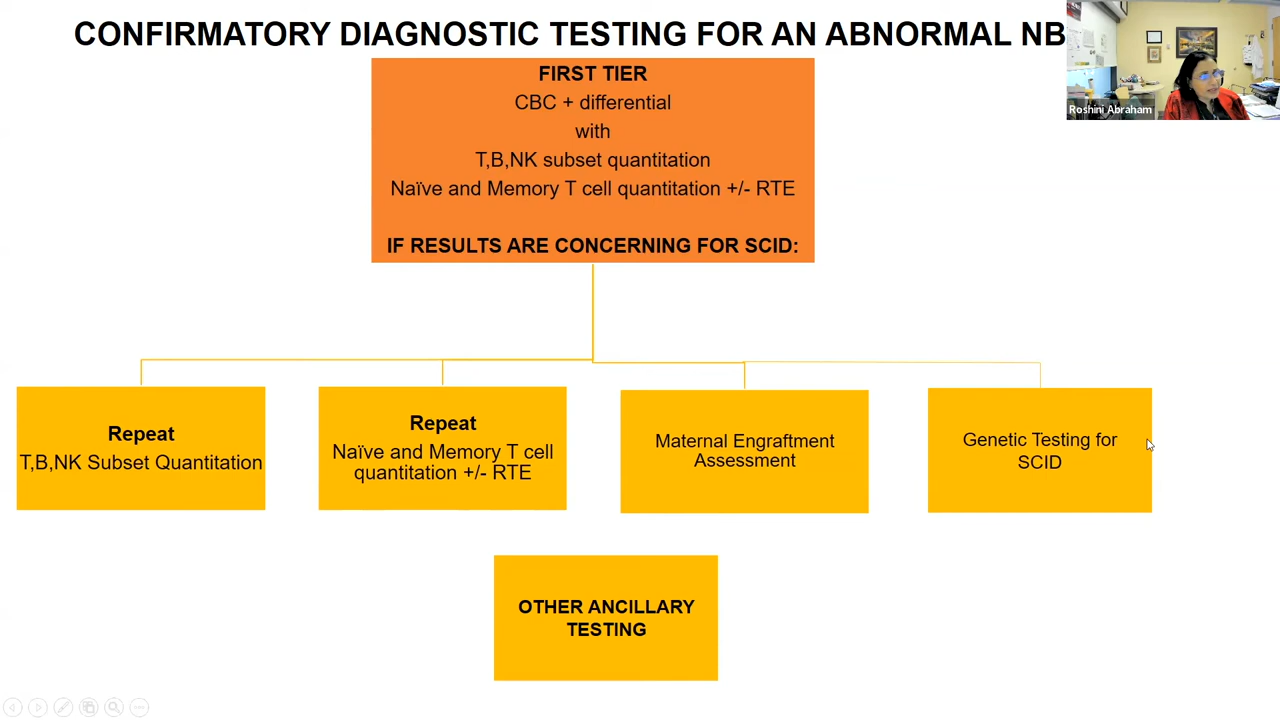 CONFIRMATORY DIAGNOSTIC TESTING FOR AN ABNORMAL NB
Roshini Abraham
FIRST TIER
CBC + differential
with
T,B,NK subset quantitation
Naïve and Memory T cell quantitation +/- RTE
IF RESULTS ARE CONCERNING FOR SCID:
Repeat
T,B,NK Subset Quantitation
Repeat
Naïve and Memory T cell
quantitation +/- RTE
Maternal Engraftment
Assessment
Genetic Testing for
SCID
OTHER ANCILLARY
TESTING